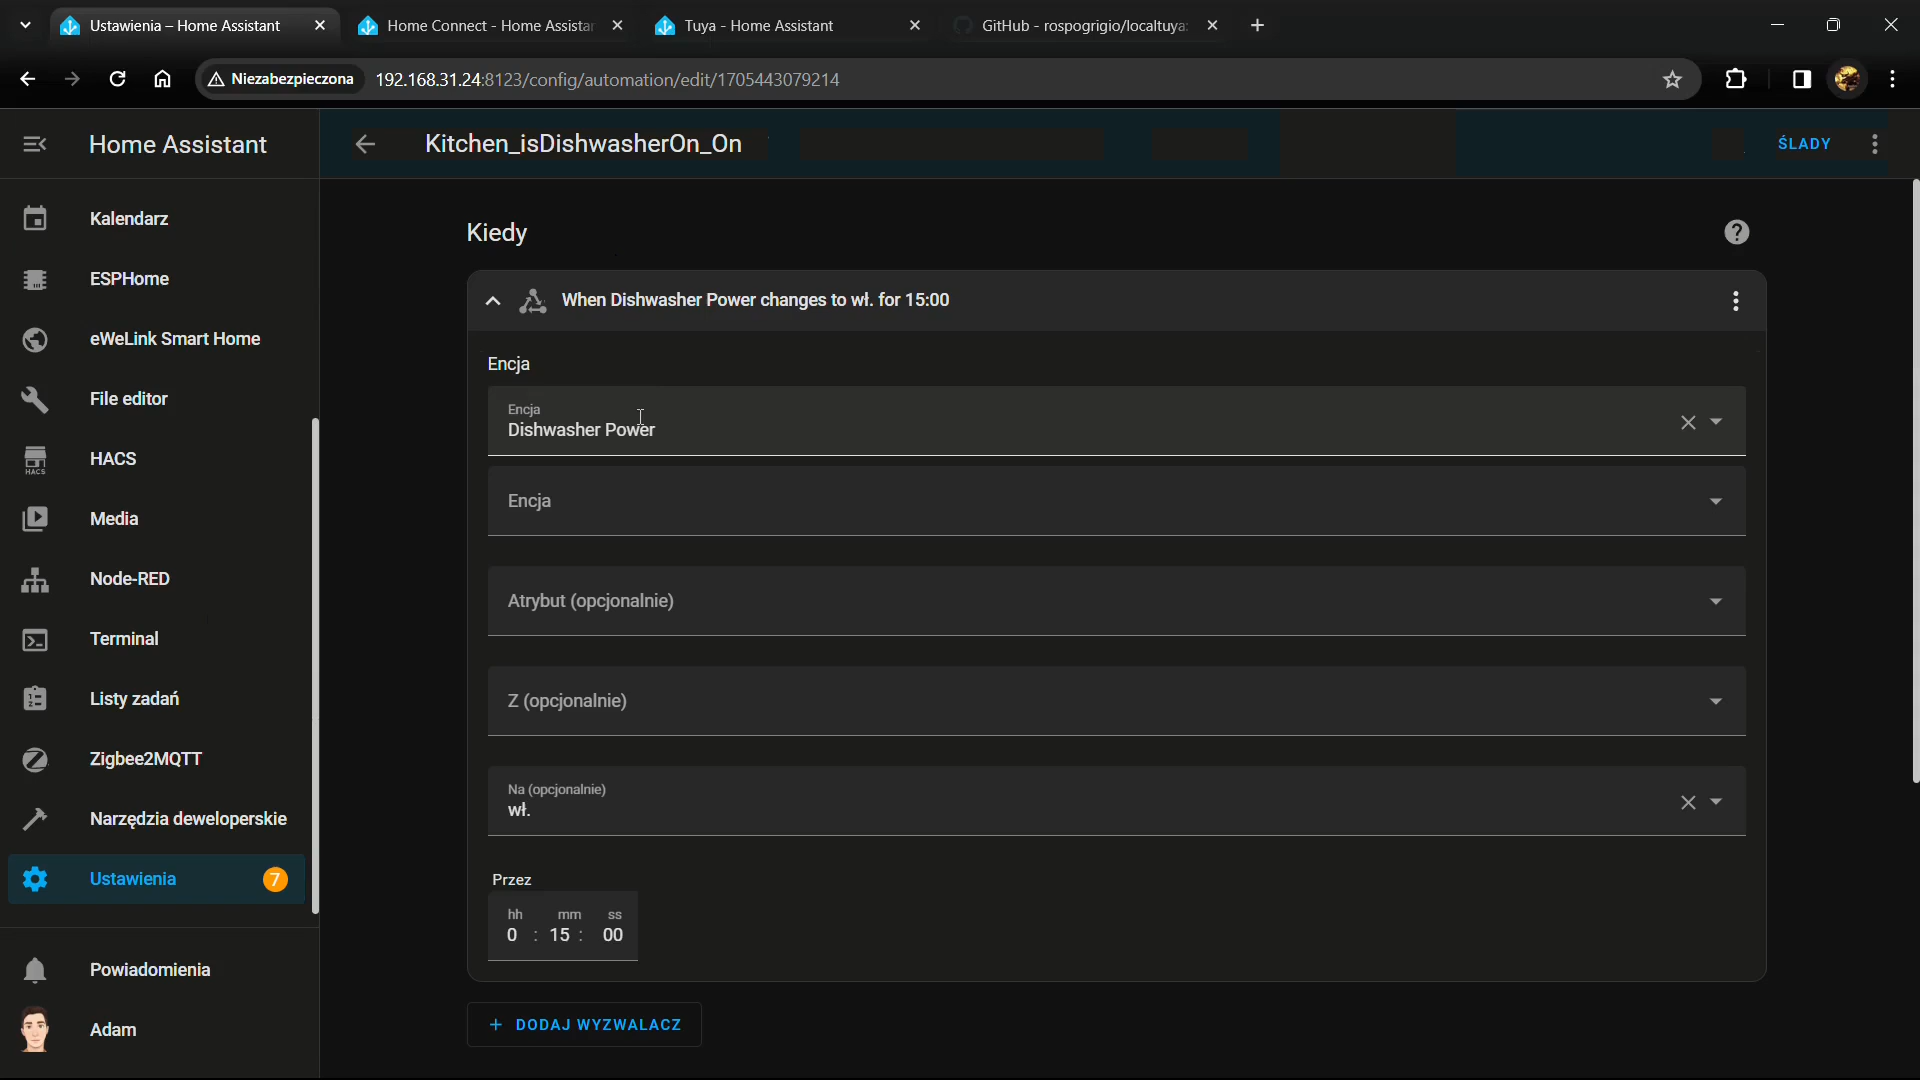 Ustawienia – Home Assistant
Home Connect - Home Assistan
Tuya - Home Assistant
GitHub - rospogrigio/localtuya:
Niezabezpieczona
192.168.31.24:8123/config/automation/edit/1705443079214
Home Assistant
Kitchen_isDishwasherOn_On
ŚLADY
Kalendarz
ESPHome
eWeLink Smart Home
File editor
HACS
HACS
Media
Node-RED
Terminal
Listy zadań
Zigbee2MQTT
Narzędzia deweloperskie
Ustawienia
7
Powiadomienia
Adam
Kiedy
When Dishwasher Power changes to wł. for 15:00
Encja
Encja
Dishwasher Power
Encja
Atrybut (opcjonalnie)
Z (opcjonalnie)
Na (opcjonalnie)
wł.
Przez
hh mm ss
0 : 15 : 00
+ DODAJ WYZWALACZ